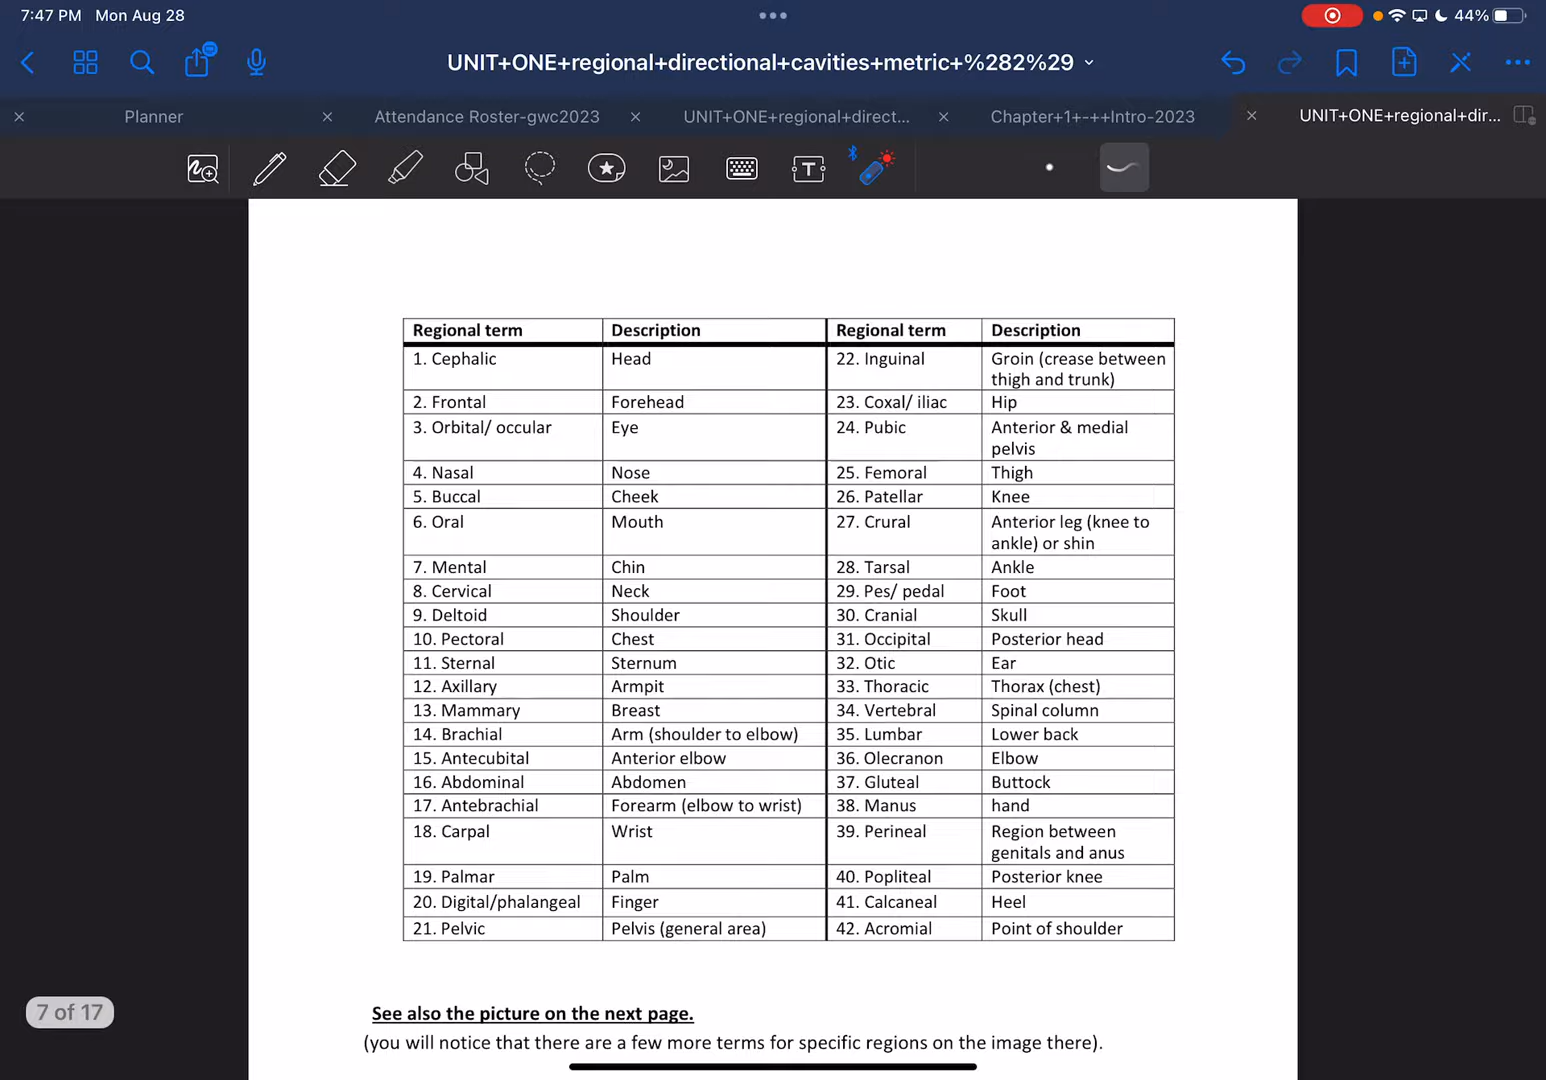 7:47 PM Mon Aug 28
44%
UNIT+ONE+regional+directional+cavities+metric+%282%29
Planner
Attendance Roster-gwc2023
UNIT+ONE+regional+direct...
Chapter+1+-++Intro-2023
UNIT+ONE+regional+dir...
T
Regional term Description Regional term Description
1. Cephalic Head 22. Inguinal Groin (crease between
thigh and trunk)
2. Frontal Forehead 23. Coxal/ iliac Hip
3. Orbital/ occular Eye 24. Pubic Anterior & medial
pelvis
4. Nasal Nose 25. Femoral Thigh
5. Buccal Cheek 26. Patellar Knee
6. Oral Mouth 27. Crural Anterior leg (knee to
ankle) or shin
7. Mental Chin 28. Tarsal Ankle
8. Cervical Neck 29. Pes/ pedal Foot
9. Deltoid Shoulder 30. Cranial Skull
10. Pectoral Chest 31. Occipital Posterior head
11. Sternal Sternum 32. Otic Ear
12. Axillary Armpit 33. Thoracic Thorax (chest)
13. Mammary Breast 34. Vertebral Spinal column
14. Brachial Arm (shoulder to elbow) 35. Lumbar Lower back
15. Antecubital Anterior elbow 36. Olecranon Elbow
16. Abdominal Abdomen 37. Gluteal Buttock
17. Antebrachial Forearm (elbow to wrist) 38. Manus hand
18. Carpal Wrist 39. Perineal Region between
genitals and anus
19. Palmar Palm 40. Popliteal Posterior knee
20. Digital/phalangeal Finger 41. Calcaneal Heel
21. Pelvic Pelvis (general area) 42. Acromial Point of shoulder
7 of 17
See also the picture on the next page.
(you will notice that there are a few more terms for specific regions on the image there).